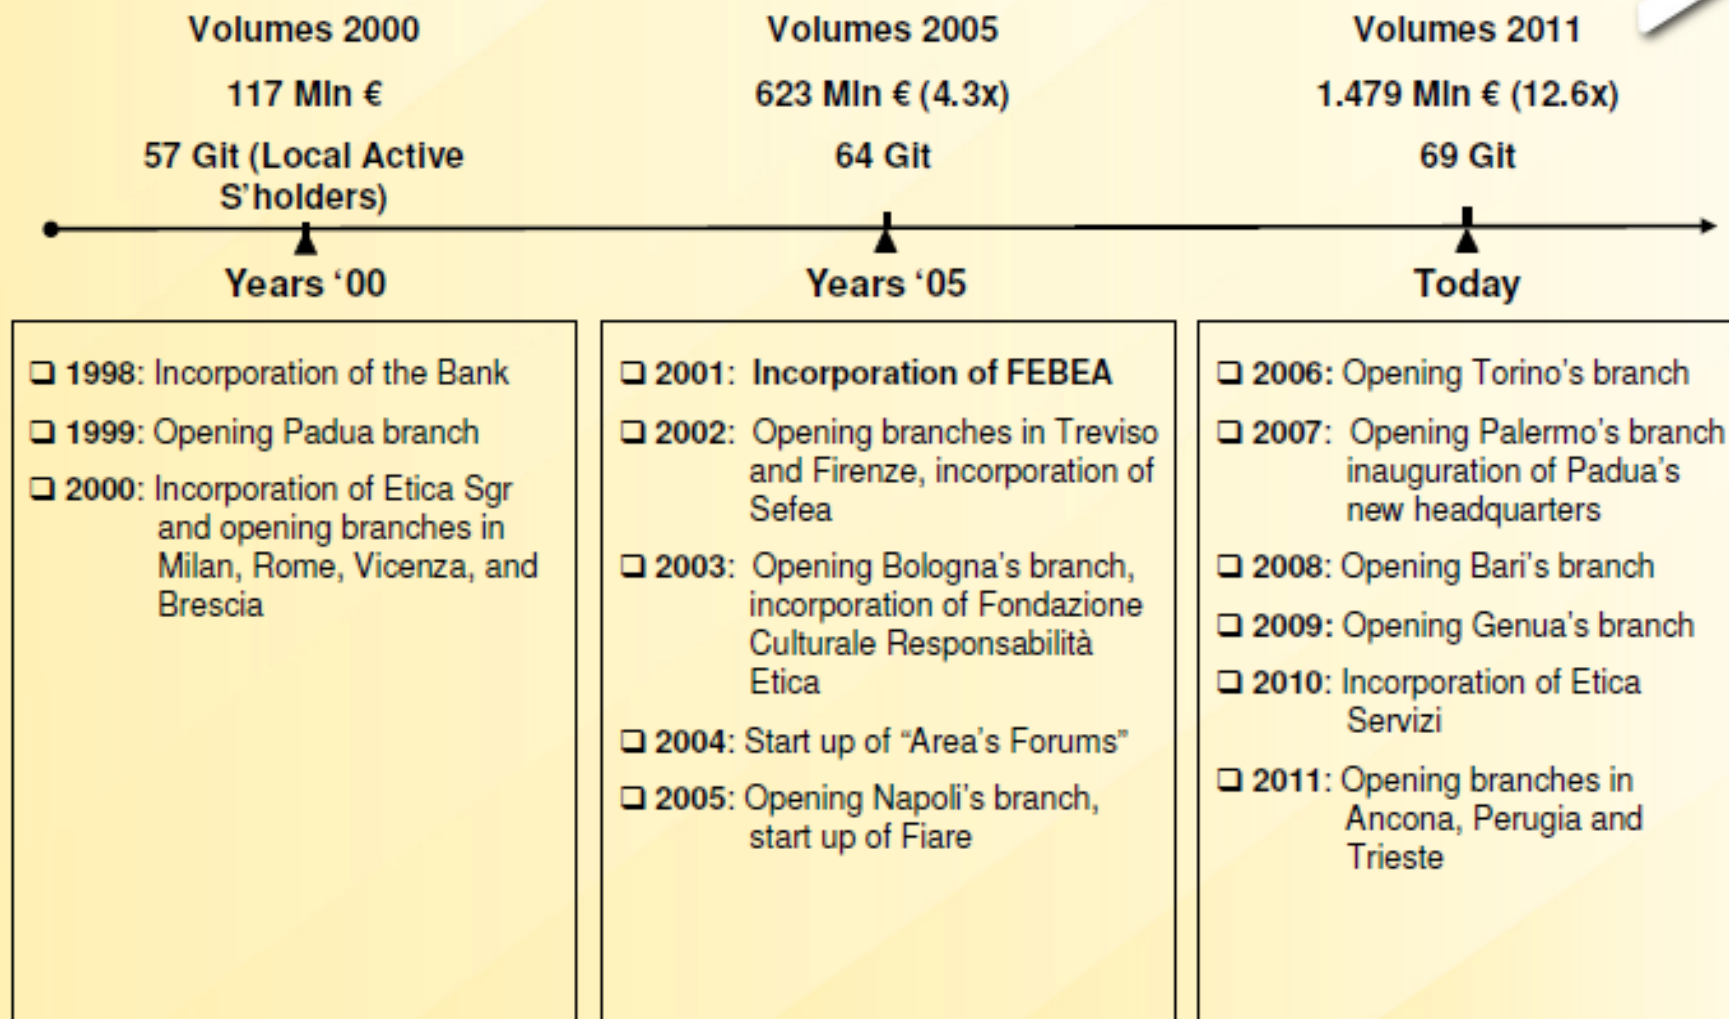 Volumes 2000
117 Mln €
57 Git (Local Active
S'holders)
Volumes 2005
623 Mln € (4.3x)
64 Git
Volumes 2011
1.479 Mln € (12.6x)
69 Git
Years ‘00
Years ‘05
Today
❑ 1998: Incorporation of the Bank
❑ 1999: Opening Padua branch
❑ 2000: Incorporation of Etica Sgr
and opening branches in
Milan, Rome, Vicenza, and
Brescia
❑ 2001: Incorporation of FEBEA
❑ 2002: Opening branches in Treviso
and Firenze, incorporation of
Sefea
❑ 2003: Opening Bologna's branch,
incorporation of Fondazione
Culturale Responsabilità
Etica
❑ 2004: Start up of “Area's Forums”
❑ 2005: Opening Napoli's branch,
start up of Fiare
❑ 2006: Opening Torino's branch
❑ 2007: Opening Palermo's branch
inauguration of Padua's
new headquarters
❑ 2008: Opening Bari's branch
❑ 2009: Opening Genua's branch
❑ 2010: Incorporation of Etica
Servizi
❑ 2011: Opening branches in
Ancona, Perugia and
Trieste